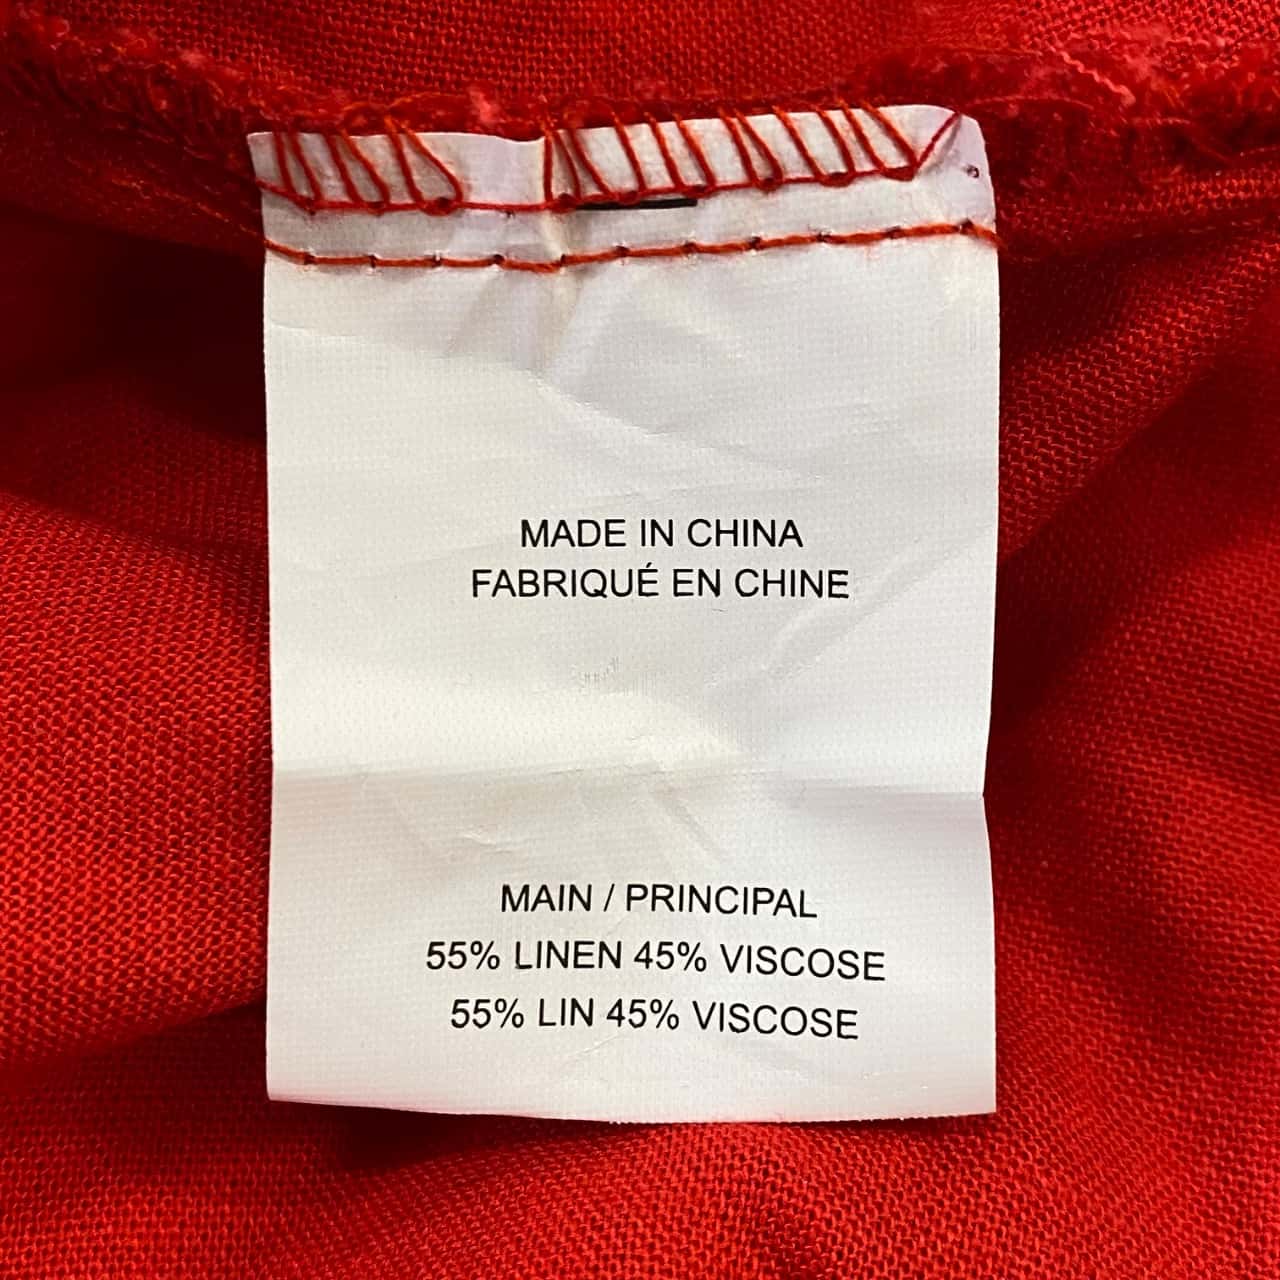 MADE IN CHINA
FABRIQUÉ EN CHINE
MAIN / PRINCIPAL
55% LINEN 45% VISCOSE
55% LIN 45% VISCOSE